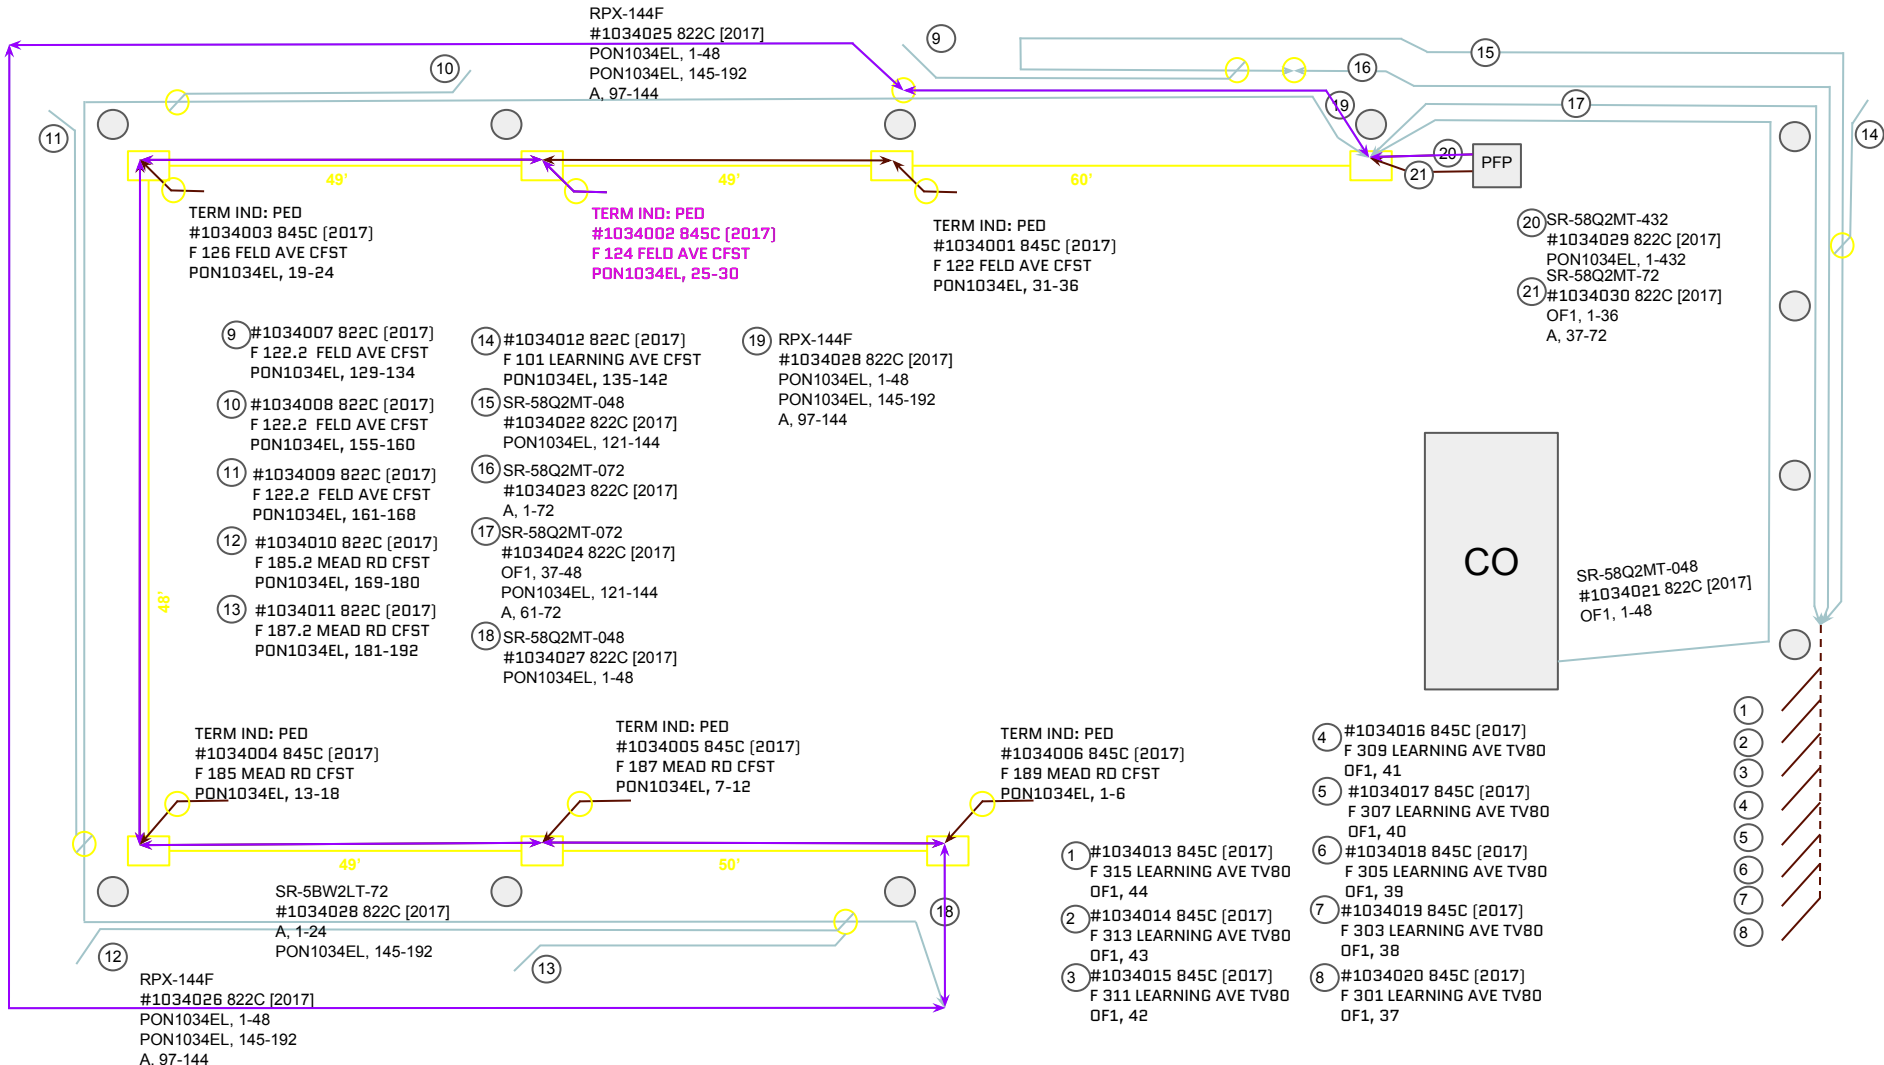 RPX-144F
#1034025 822C [2017]
PON1034EL, 1-48
PON1034EL, 145-192
A, 97-144
9
10
11
15
16
17
14
19
20
21
PFP
49'
49'
60'
TERM IND: PED
#1034003 845C (2017)
F 126 FELD AVE CFST
PON1034EL, 19-24
TERM IND: PED
#1034002 845C (2017)
F 124 FELD AVE CFST
PON1034EL, 25-30
TERM IND: PED
#1034001 845C (2017)
F 122 FELD AVE CFST
PON1034EL, 31-36
20
SR-58Q2MT-432
#1034029 822C [2017]
PON1034EL, 1-432
21
SR-58Q2MT-72
#1034030 822C [2017]
OF1, 1-36
A, 37-72
9
#1034007 822C (2017)
F 122.2 FELD AVE CFST
PON1034EL, 129-134
10
#1034008 822C (2017)
F 122.2 FELD AVE CFST
PON1034EL, 155-160
11
#1034009 822C (2017)
F 122.2 FELD AVE CFST
PON1034EL, 161-168
12
#1034010 822C (2017)
F 185.2 MEAD RD CFST
PON1034EL, 169-180
13
#1034011 822C (2017)
F 187.2 MEAD RD CFST
PON1034EL, 181-192
14
#1034012 822C (2017)
F 101 LEARNING AVE CFST
PON1034EL, 135-142
15
SR-58Q2MT-048
#1034022 822C [2017]
PON1034EL, 121-144
16
SR-58Q2MT-072
#1034023 822C [2017]
A, 1-72
17
SR-58Q2MT-072
#1034024 822C [2017]
OF1, 37-48
PON1034EL, 121-144
A, 61-72
18
SR-58Q2MT-048
#1034027 822C [2017]
PON1034EL, 1-48
19
RPX-144F
#1034028 822C [2017]
PON1034EL, 1-48
PON1034EL, 145-192
A, 97-144
48'
CO
SR-58Q2MT-048
#1034021 822C [2017]
OF1, 1-48
TERM IND: PED
#1034004 845C (2017)
F 185 MEAD RD CFST
PON1034EL, 13-18
TERM IND: PED
#1034005 845C (2017)
F 187 MEAD RD CFST
PON1034EL, 7-12
TERM IND: PED
#1034006 845C (2017)
F 189 MEAD RD CFST
PON1034EL, 1-6
49'
50'
1
#1034013 845C (2017)
F 315 LEARNING AVE TV80
OF1, 44
2
#1034014 845C (2017)
F 313 LEARNING AVE TV80
OF1, 43
3
#1034015 845C (2017)
F 311 LEARNING AVE TV80
OF1, 42
4
#1034016 845C (2017)
F 309 LEARNING AVE TV80
OF1, 41
5
#1034017 845C (2017)
F 307 LEARNING AVE TV80
OF1, 40
6
#1034018 845C (2017)
F 305 LEARNING AVE TV80
OF1, 39
7
#1034019 845C (2017)
F 303 LEARNING AVE TV80
OF1, 38
8
#1034020 845C (2017)
F 301 LEARNING AVE TV80
OF1, 37
1
2
3
4
5
6
7
8
SR-5BW2LT-72
#1034028 822C [2017]
A, 1-24
PON1034EL, 145-192
18
12
13
RPX-144F
#1034026 822C [2017]
PON1034EL, 1-48
PON1034EL, 145-192
A, 97-144